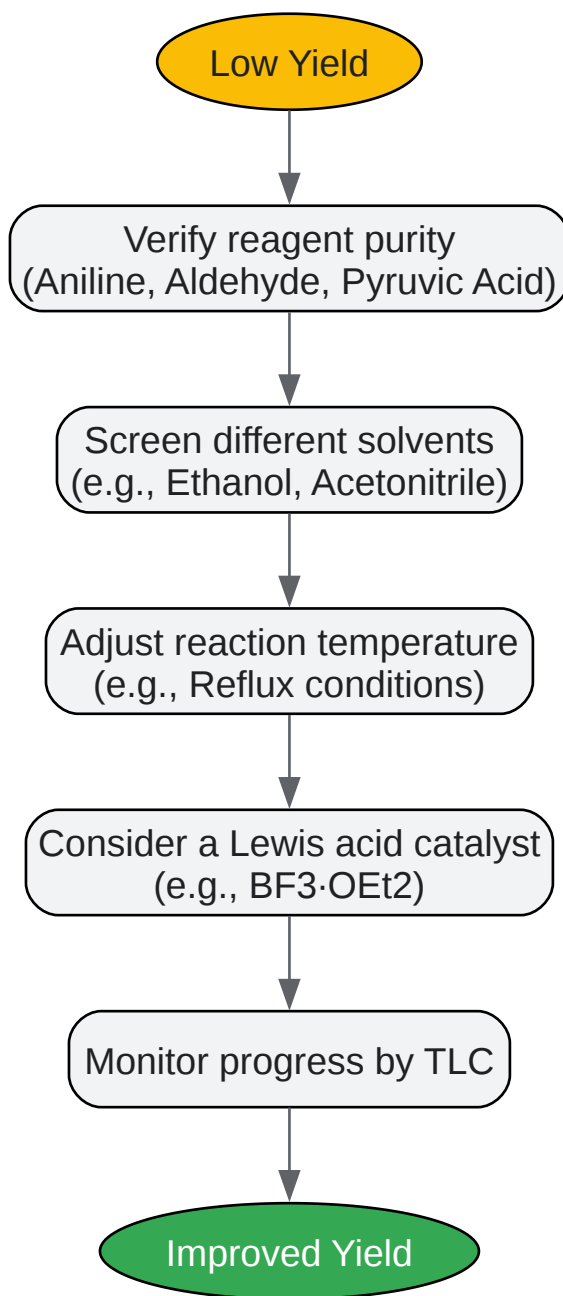 Low Yield
Verify reagent purity
(Aniline, Aldehyde, Pyruvic Acid)
Screen different solvents
(e.g., Ethanol, Acetonitrile)
Adjust reaction temperature
(e.g., Reflux conditions)
Consider a Lewis acid catalyst
(e.g., BF3·OEt2)
Monitor progress by TLC
Improved Yield